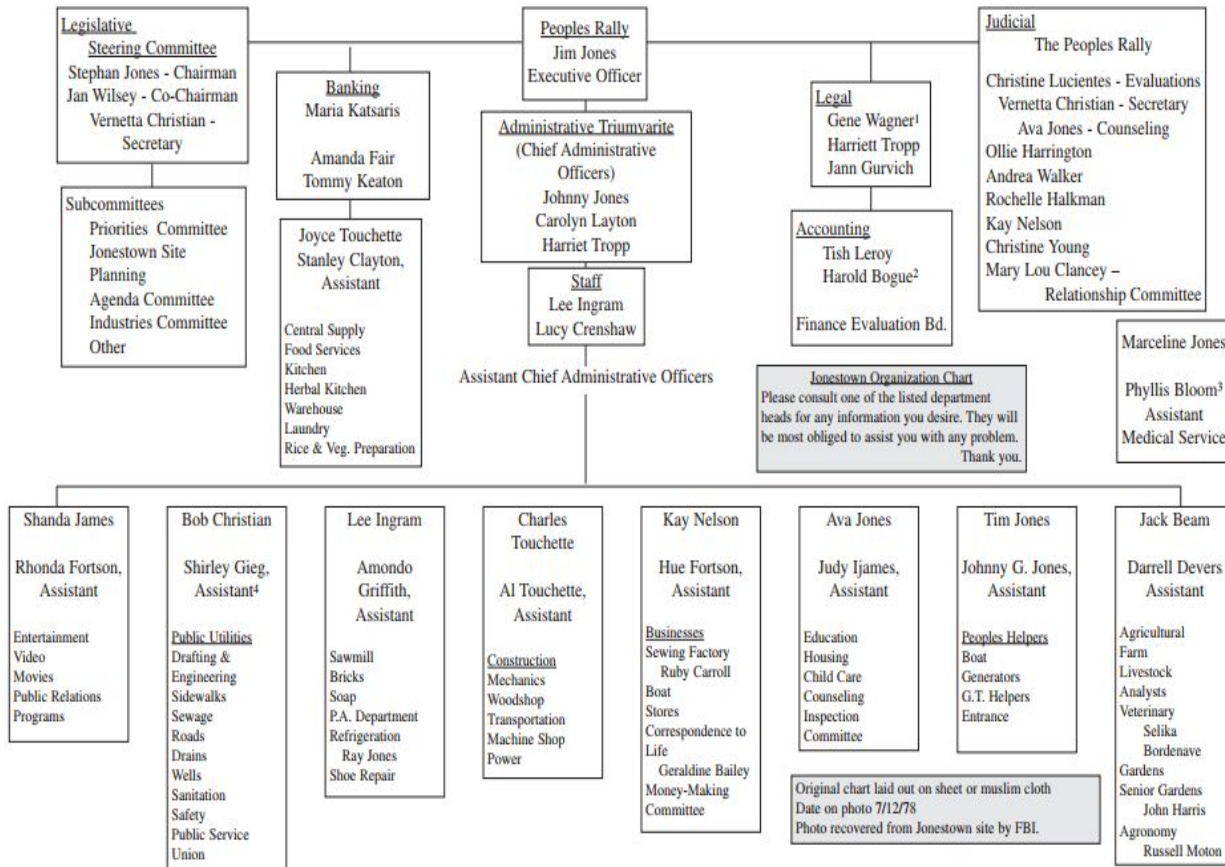 Legislative
Steering Committee
Stephan Jones - Chairman
Jan Wilsey - Co-Chairman
Vernetta Christian -
Secretary
Subcommittees
Priorities Committee
Jonestown Site
Planning
Agenda Committee
Industries Committee
Other
Banking
Maria Katsaris
Amanda Fair
Tommy Keaton
Joyce Touchette
Stanley Clayton,
Assistant
Central Supply
Food Services
Kitchen
Herbal Kitchen
Warehouse
Laundry
Rice & Veg. Preparation
Peoples Rally
Jim Jones
Executive Officer
Administrative Triumvarite
(Chief Administrative
Officers)
Johnny Jones
Carolyn Layton
Harriet Tropp
Staff
Lee Ingram
Lucy Crenshaw
Assistant Chief Administrative Officers
Legal
Gene Wagner¹
Harriett Tropp
Jann Gurvich
Accounting
Tish Leroy
Harold Bogue²
Finance Evaluation Bd.
Judicial
The Peoples Rally
Christine Lucientes - Evaluations
Vernetta Christian - Secretary
Ava Jones - Counseling
Ollie Harrington
Andrea Walker
Rochelle Halkman
Kay Nelson
Christine Young
Mary Lou Clancey –
Relationship Committee
Marceline Jones
Phyllis Bloom³
Assistant
Medical Service
Jonestown Organization Chart
Please consult one of the listed department
heads for any information you desire. They will
be most obliged to assist you with any problem.
Thank you.
Shanda James
Rhonda Fortson,
Assistant
Entertainment
Video
Movies
Public Relations
Programs
Bob Christian
Shirley Gieg,
Assistant⁴
Public Utilities
Drafting &
Engineering
Sidewalks
Sewage
Roads
Drains
Wells
Sanitation
Safety
Public Service
Union
Lee Ingram
Amondo
Griffith,
Assistant
Sawmill
Bricks
Soap
P.A. Department
Refrigeration
Ray Jones
Shoe Repair
Charles
Touchette
Al Touchette,
Assistant
Construction
Mechanics
Woodshop
Transportation
Machine Shop
Power
Kay Nelson
Hue Fortson,
Assistant
Businesses
Sewing Factory
Ruby Carroll
Boat
Stores
Correspondence to
Life
Geraldine Bailey
Money-Making
Committee
Ava Jones
Judy Ijames,
Assistant
Education
Housing
Child Care
Counseling
Inspection
Committee
Tim Jones
Johnny G. Jones,
Assistant
Peoples Helpers
Boat
Generators
G.T. Helpers
Entrance
Jack Beam
Darrell Devers
Assistant
Agricultural
Farm
Livestock
Analysts
Veterinary
Selika
Bordenave
Gardens
Senior Gardens
John Harris
Agronomy
Russell Moton
Original chart laid out on sheet or muslim cloth
Date on photo 7/12/78
Photo recovered from Jonestown site by FBI.